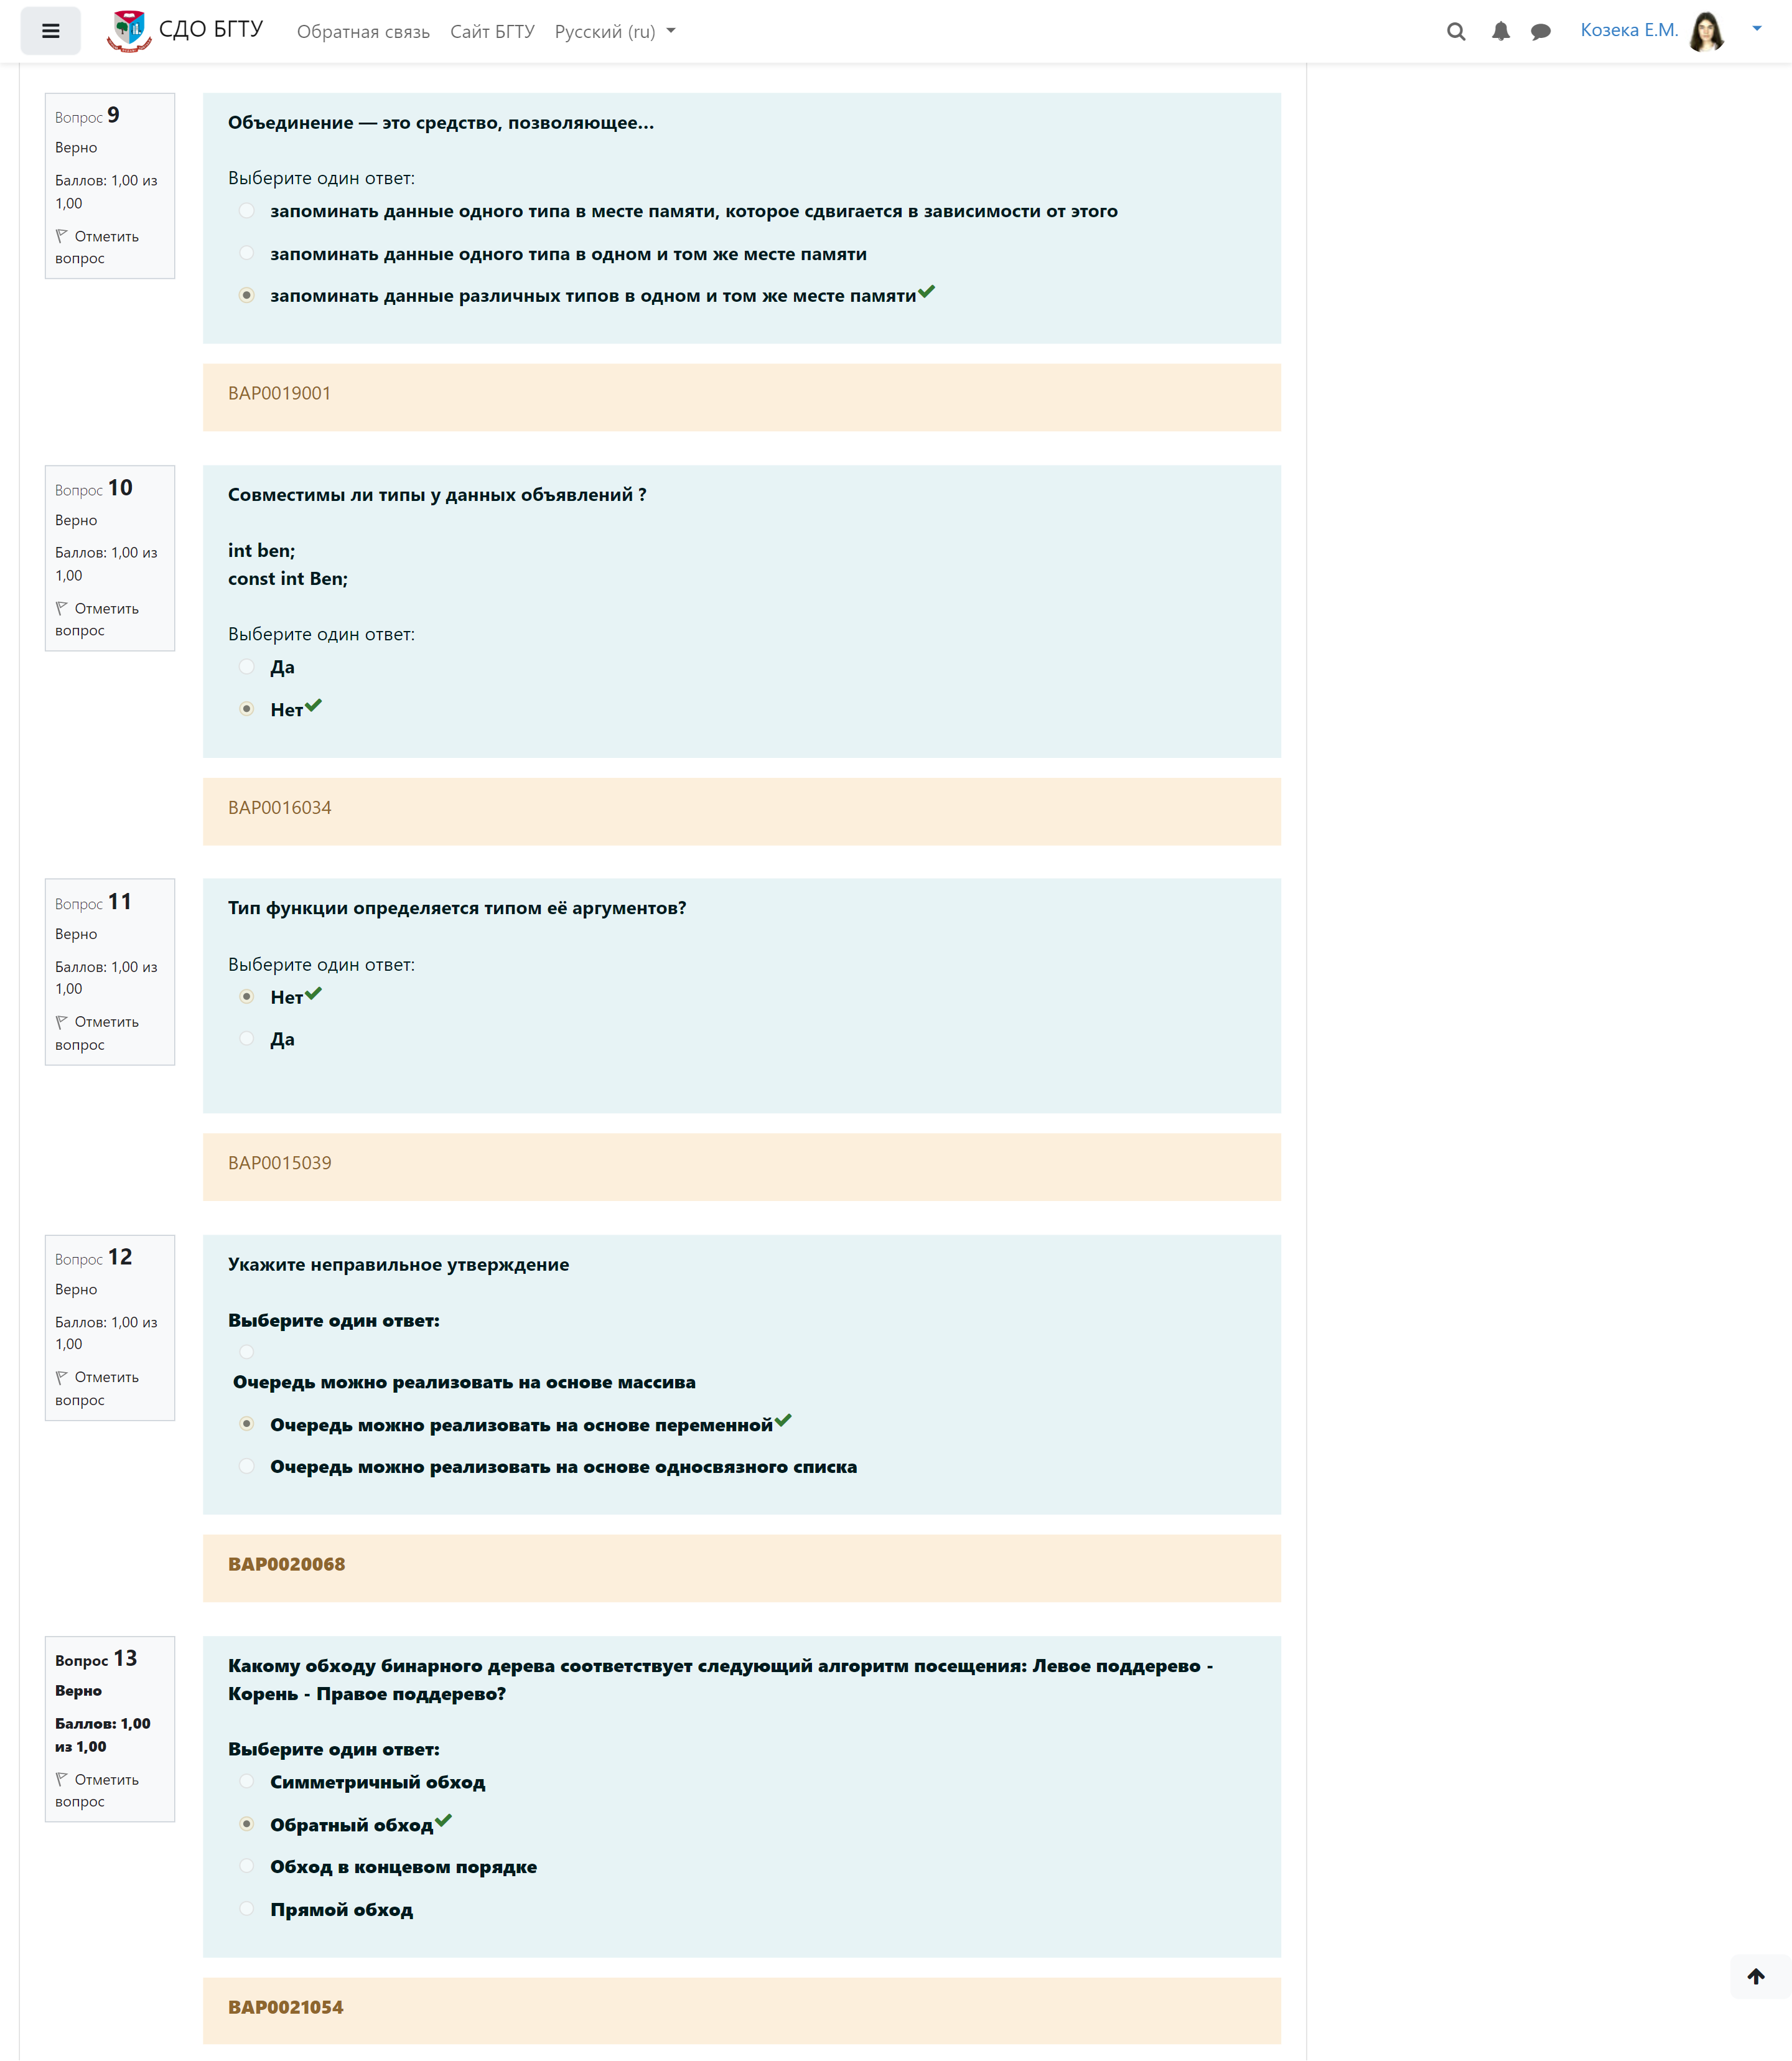 СДО БГТУ
Обратная связь
Сайт БГТУ
Русский (ru)
Козека Е.М.
Вопрос 9
Верно
Баллов: 1,00 из
1,00
Отметить
вопрос
Объединение — это средство, позволяющее...
Выберите один ответ:
запоминать данные одного типа в месте памяти, которое сдвигается в зависимости от этого
запоминать данные одного типа в одном и том же месте памяти
запоминать данные различных типов в одном и том же месте памяти
ВАР0019001
Вопрос 10
Верно
Баллов: 1,00 из
1,00
Отметить
вопрос
Совместимы ли типы у данных объявлений ?
int ben;
const int Ben;
Выберите один ответ:
Да
Нет
ВАР0016034
Вопрос 11
Верно
Баллов: 1,00 из
1,00
Отметить
вопрос
Тип функции определяется типом её аргументов?
Выберите один ответ:
Нет
Да
ВАР0015039
Вопрос 12
Верно
Баллов: 1,00 из
1,00
Отметить
вопрос
Укажите неправильное утверждение
Выберите один ответ:
Очередь можно реализовать на основе массива
Очередь можно реализовать на основе переменной
Очередь можно реализовать на основе односвязного списка
ВАР0020068
Вопрос 13
Верно
Баллов: 1,00
из 1,00
Отметить
вопрос
Какому обходу бинарного дерева соответствует следующий алгоритм посещения: Левое поддерево -
Корень - Правое поддерево?
Выберите один ответ:
Симметричный обход
Обратный обход
Обход в концевом порядке
Прямой обход
ВАР0021054